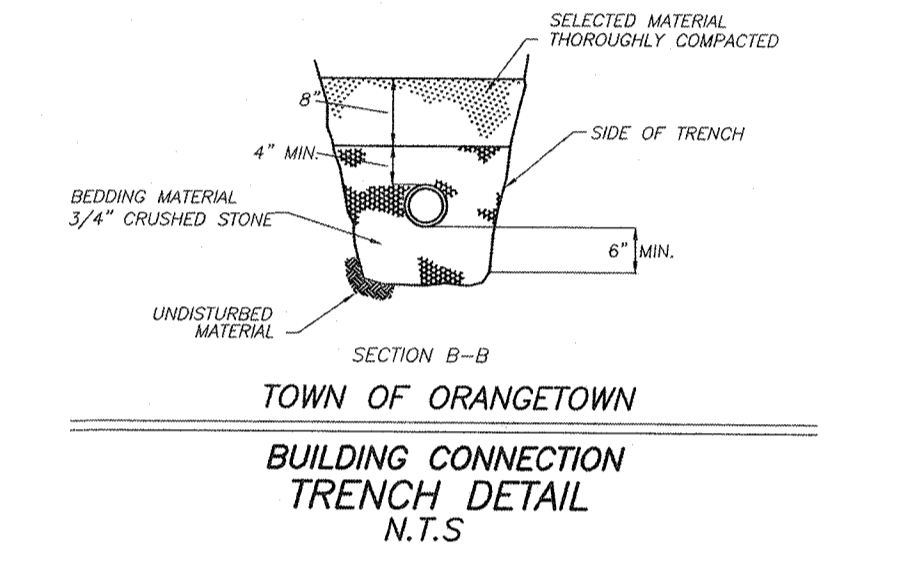 SELECTED MATERIAL
THOROUGHLY COMPACTED
8"
SIDE OF TRENCH
4" MIN.
BEDDING MATERIAL
3/4" CRUSHED STONE
6" MIN.
UNDISTURBED
MATERIAL
SECTION B-B
TOWN OF ORANGETOWN
BUILDING CONNECTION
TRENCH DETAIL
N.T.S